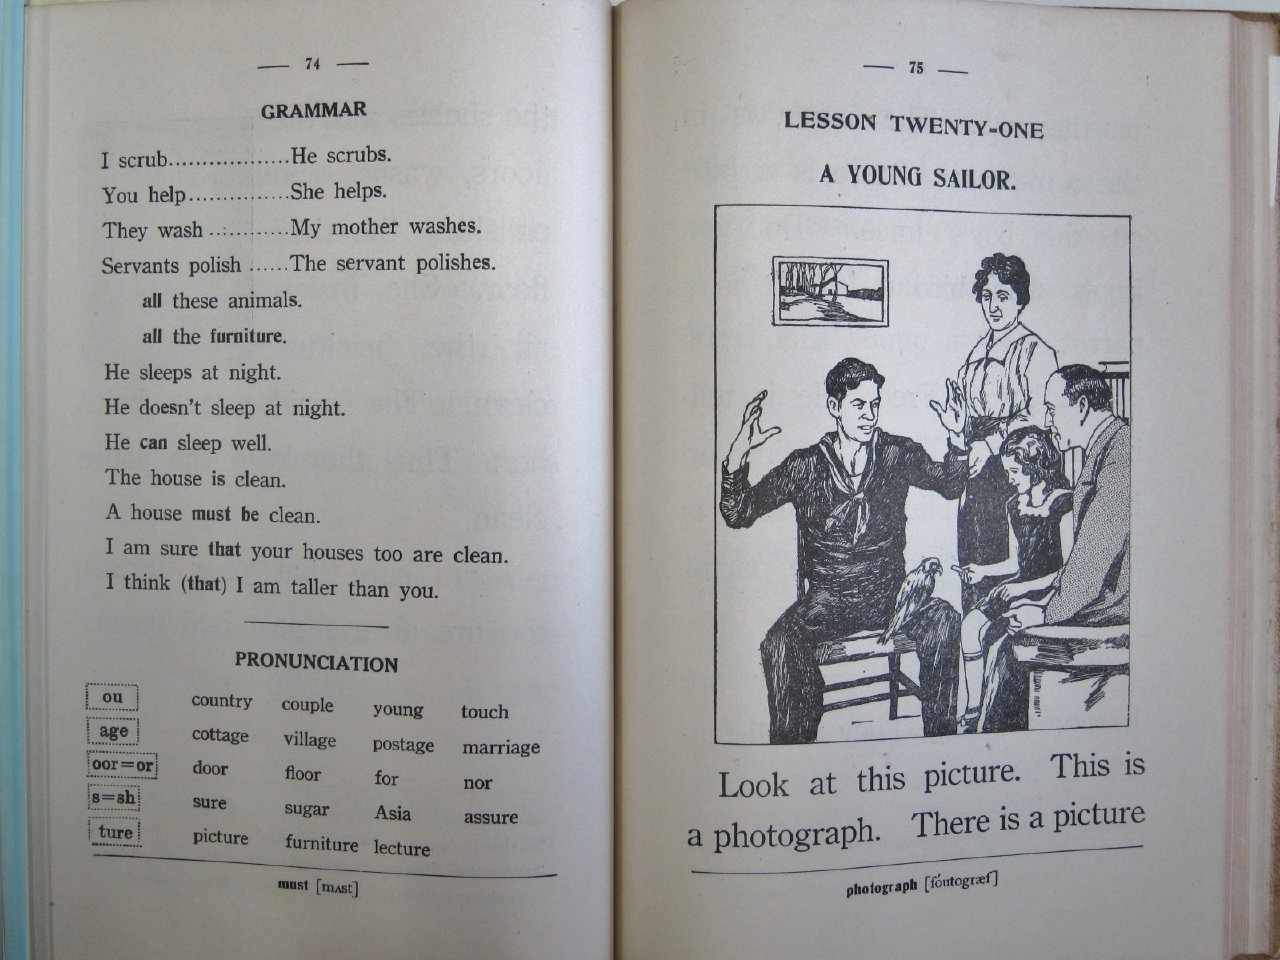 74
GRAMMAR
I scrub..................He scrubs.
You help...............She helps.
They wash ............My mother washes.
Servants polish ......The servant polishes.
all these animals.
all the furniture.
He sleeps at night.
He doesn't sleep at night.
He can sleep well.
The house is clean.
A house must be clean.
I am sure that your houses too are clean.
I think (that) I am taller than you.
PRONUNCIATION
ou country couple young touch
age cottage village postage marriage
oor=or door floor for nor
s=sh sure sugar Asia assure
ture picture furniture lecture
must [mʌst]
75
LESSON TWENTY-ONE
A YOUNG SAILOR.
Look at this picture. This is
a photograph. There is a picture
photograph [fóutogræf]